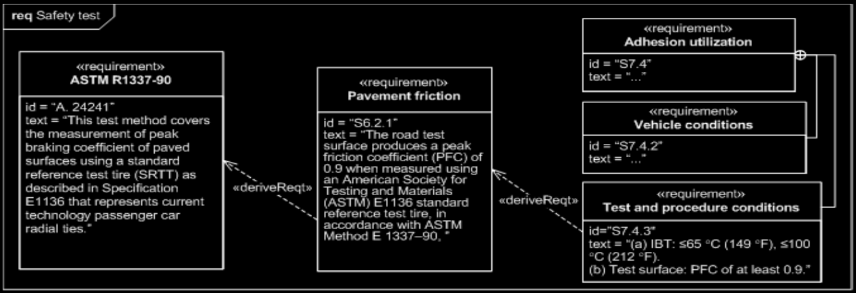 req Safety test
«requirement»
ASTM R1337-90
id = “A. 24241”
text = “This test method covers
the measurement of peak
braking coefficient of paved
surfaces using a standard
reference test tire (SRTT) as
described in Specification
E1136 that represents current
technology passenger car
radial ties.”
«deriveReqt»
«requirement»
Pavement friction
id = “S6.2.1”
text = “The road test
surface produces a peak
friction coefficient (PFC) of
0.9 when measured using
an American Society for
Testing and Materials
(ASTM) E1136 standard
reference test tire, in
accordance with ASTM
Method E 1337–90, ”
«deriveReqt»
«requirement»
Adhesion utilization
id = “S7.4”
text = “...”
«requirement»
Vehicle conditions
id = “S7.4.2”
text = “...”
«requirement»
Test and procedure conditions
id=“S7.4.3”
text = “(a) IBT: ≤65 °C (149 °F), ≤100
°C (212 °F).
(b) Test surface: PFC of at least 0.9.”